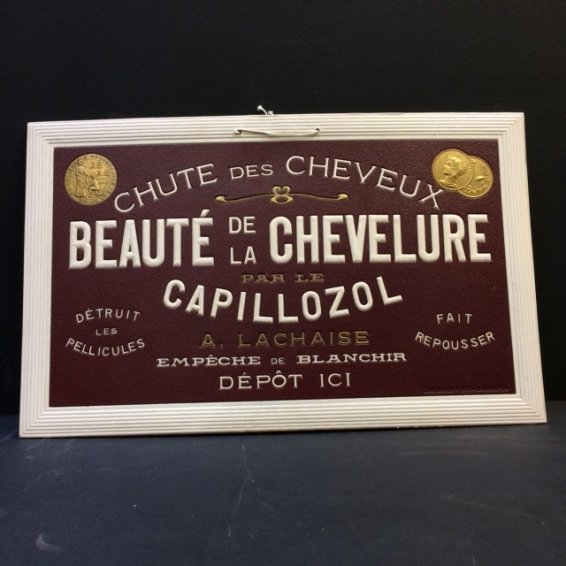 CHUTE DES CHEVEUX
BEAUTÉ DE LA CHEVELURE
PAR LE
CAPILLOZOL
DÉTRUIT
LES
PELLICULES
FAIT
REPOUSSER
A. LACHAISE
EMPÊCHE DE BLANCHIR
DÉPÔT ICI